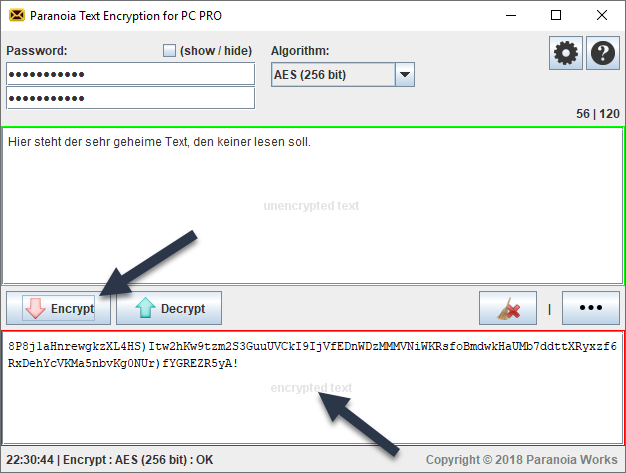 Paranoia Text Encryption for PC PRO
Password:
(show / hide)
Algorithm:
●●●●●●●●●●●
AES (256 bit)
●●●●●●●●●●●
56 | 120
Hier steht der sehr geheime Text, den keiner lesen soll.
unencrypted text
Encrypt
Decrypt
|
•••
8P8j1aHnrewgkzXL4HS)Itw2hKw9tzm2S3GuuUVCkI9IjVfEDnWDzMMMVNiWKRsfoBmdwkHaUMb7ddttXRyxzf6
RxDehYcVKMa5nbvKg0NUr)fYGREZR5yA!
encrypted text
22:30:44 | Encrypt : AES (256 bit) : OK
Copyright © 2018 Paranoia Works